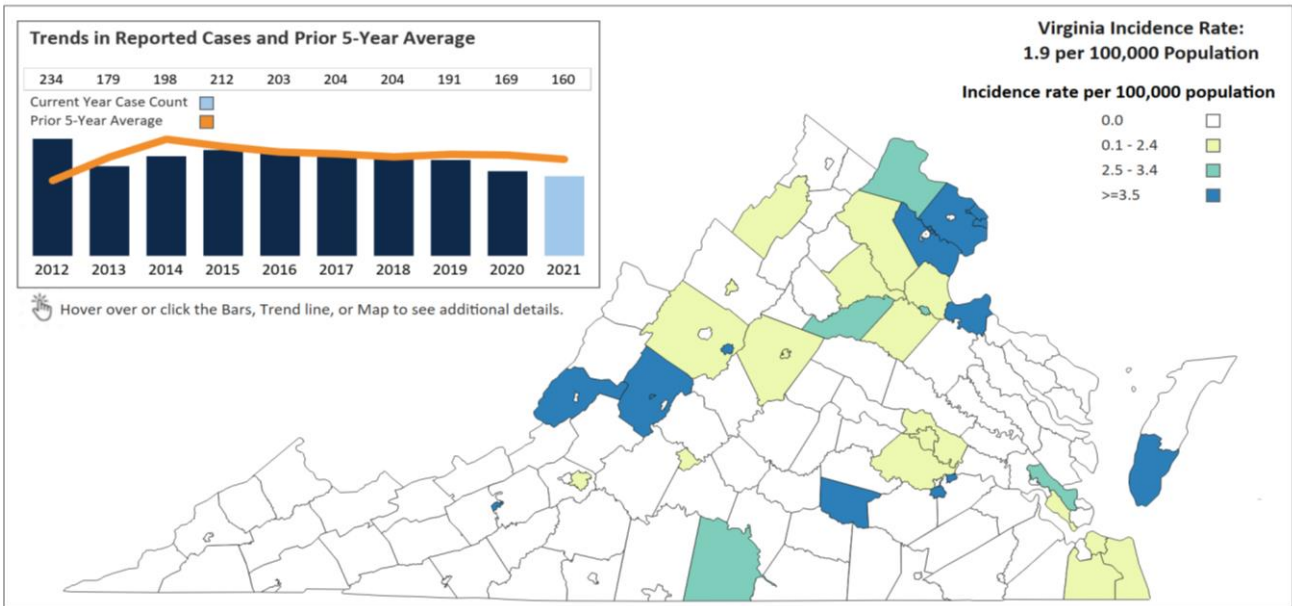 Trends in Reported Cases and Prior 5-Year Average
234 179 198 212 203 204 204 191 169 160
Current Year Case Count
Prior 5-Year Average
2012 2013 2014 2015 2016 2017 2018 2019 2020 2021
Hover over or click the Bars, Trend line, or Map to see additional details.
Virginia Incidence Rate:
1.9 per 100,000 Population
Incidence rate per 100,000 population
0.0
0.1 - 2.4
2.5 - 3.4
>=3.5